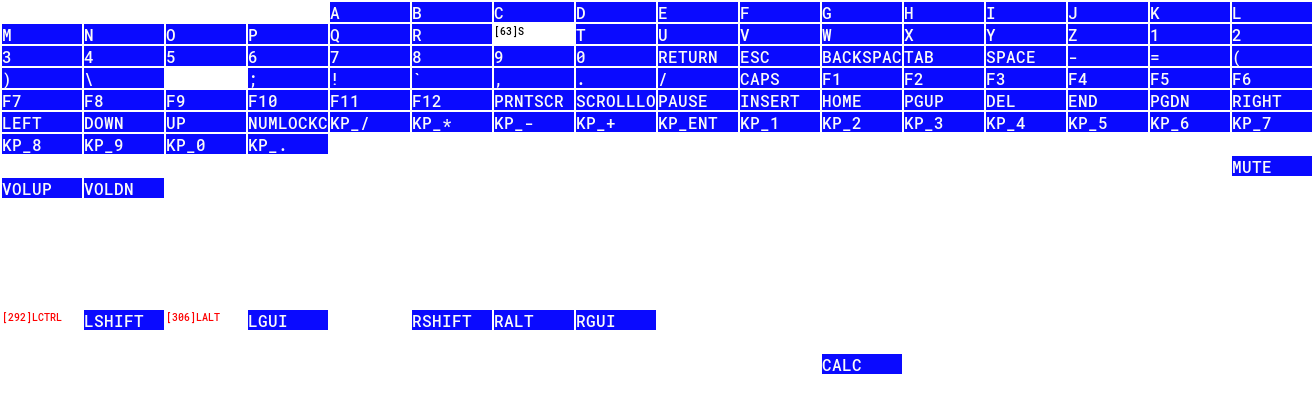 A B C D E F G H I J K L
M N O P Q R [63]S T U V W X Y Z 1 2
3 4 5 6 7 8 9 0 RETURN ESC BACKSPAC TAB SPACE - = (
) \ ; ! ` , . / CAPS F1 F2 F3 F4 F5 F6
F7 F8 F9 F10 F11 F12 PRNTSCR SCROLLLO PAUSE INSERT HOME PGUP DEL END PGDN RIGHT
LEFT DOWN UP NUMLOCKC KP_/ KP_* KP_- KP_+ KP_ENT KP_1 KP_2 KP_3 KP_4 KP_5 KP_6 KP_7
KP_8 KP_9 KP_0 KP_.
MUTE
VOLUP VOLDN
[292]LCTRL LSHIFT [306]LALT LGUI RSHIFT RALT RGUI
CALC